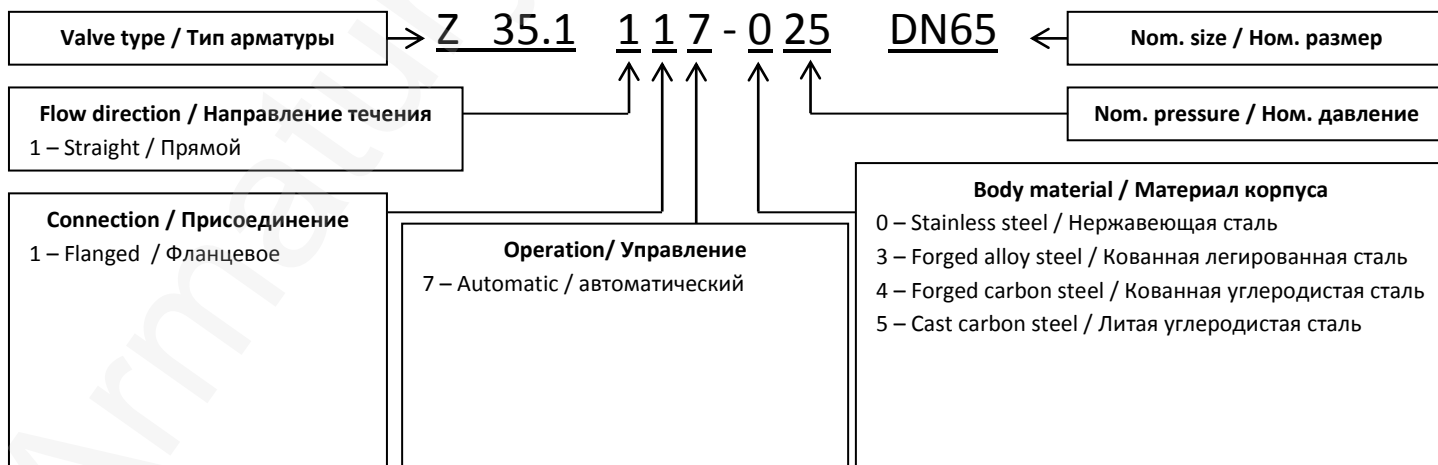 Valve type / Тип арматуры
Z 35.1 1 1 7 - 0 25 DN65
Nom. size / Ном. размер
Flow direction / Направление течения
1 – Straight / Прямой
Nom. pressure / Ном. давление
Connection / Присоединение
1 – Flanged / Фланцевое
Operation/ Управление
7 – Automatic / автоматический
Body material / Материал корпуса
0 – Stainless steel / Нержавеющая сталь
3 – Forged alloy steel / Кованная легированная сталь
4 – Forged carbon steel / Кованная углеродистая сталь
5 – Cast carbon steel / Литая углеродистая сталь